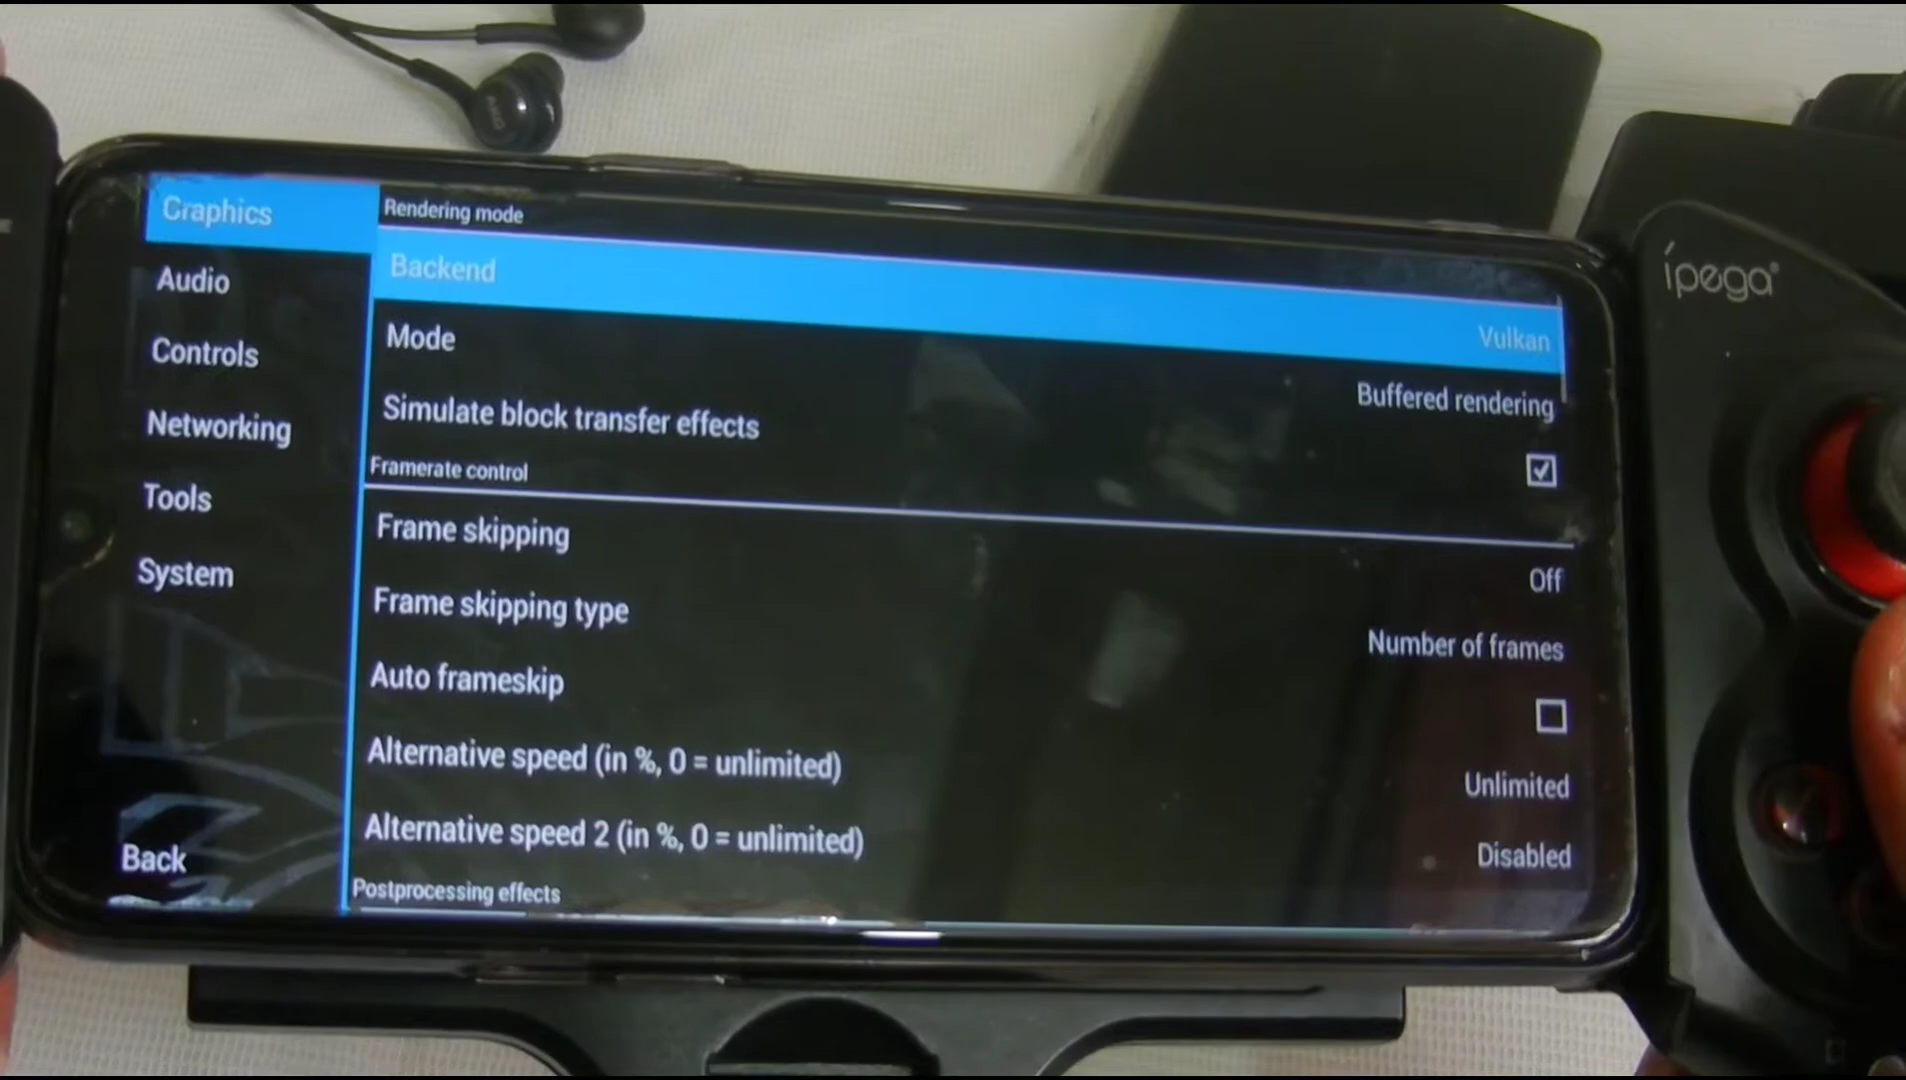 Graphics
Audio
Controls
Networking
Tools
System
Back
Rendering mode
Backend
Vulkan
Mode
Buffered rendering
Simulate block transfer effects
Framerate control
Frame skipping
Off
Frame skipping type
Number of frames
Auto frameskip
Alternative speed (in %, 0 = unlimited)
Unlimited
Alternative speed 2 (in %, 0 = unlimited)
Disabled
Postprocessing effects
ípega®
AKG